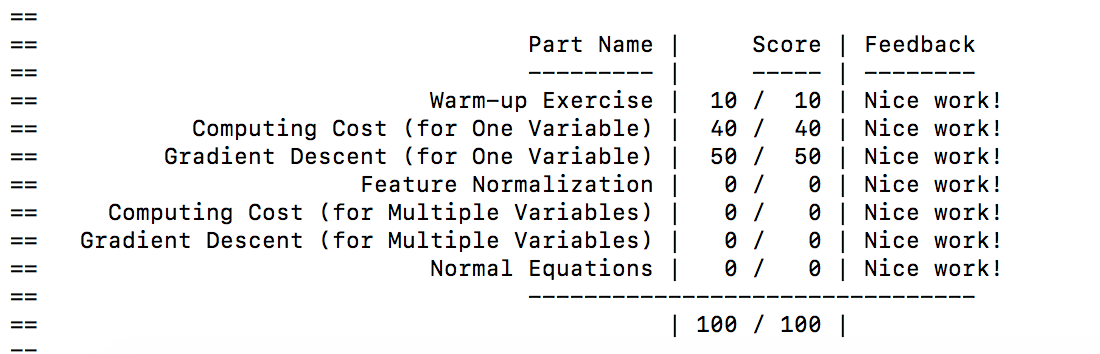 ==
== Part Name | Score | Feedback
== --------- | ----- | --------
== Warm-up Exercise | 10 / 10 | Nice work!
== Computing Cost (for One Variable) | 40 / 40 | Nice work!
== Gradient Descent (for One Variable) | 50 / 50 | Nice work!
== Feature Normalization | 0 / 0 | Nice work!
== Computing Cost (for Multiple Variables) | 0 / 0 | Nice work!
== Gradient Descent (for Multiple Variables) | 0 / 0 | Nice work!
== Normal Equations | 0 / 0 | Nice work!
== --------------------------------
== | 100 / 100 |
==